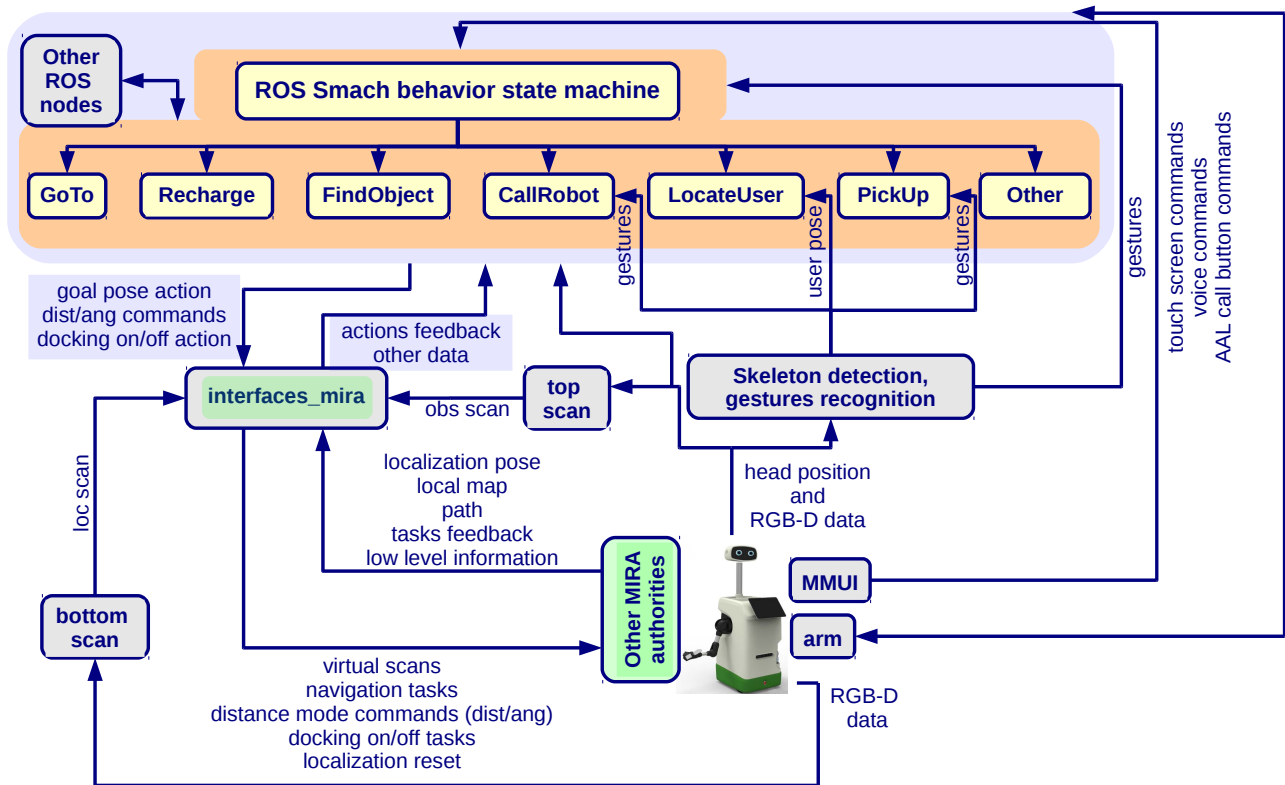 Other
ROS
nodes
ROS Smach behavior state machine
GoTo
Recharge
FindObject
CallRobot
LocateUser
PickUp
Other
gestures
user pose
gestures
gestures
touch screen commands
voice commands
AAL call button commands
goal pose action
dist/ang commands
docking on/off action
actions feedback
other data
interfaces_mira
obs scan
top
scan
Skeleton detection,
gestures recognition
loc scan
localization pose
local map
path
tasks feedback
low level information
head position
and
RGB-D data
Other MIRA
authorities
MMUI
arm
bottom
scan
virtual scans
navigation tasks
distance mode commands (dist/ang)
docking on/off tasks
localization reset
RGB-D
data